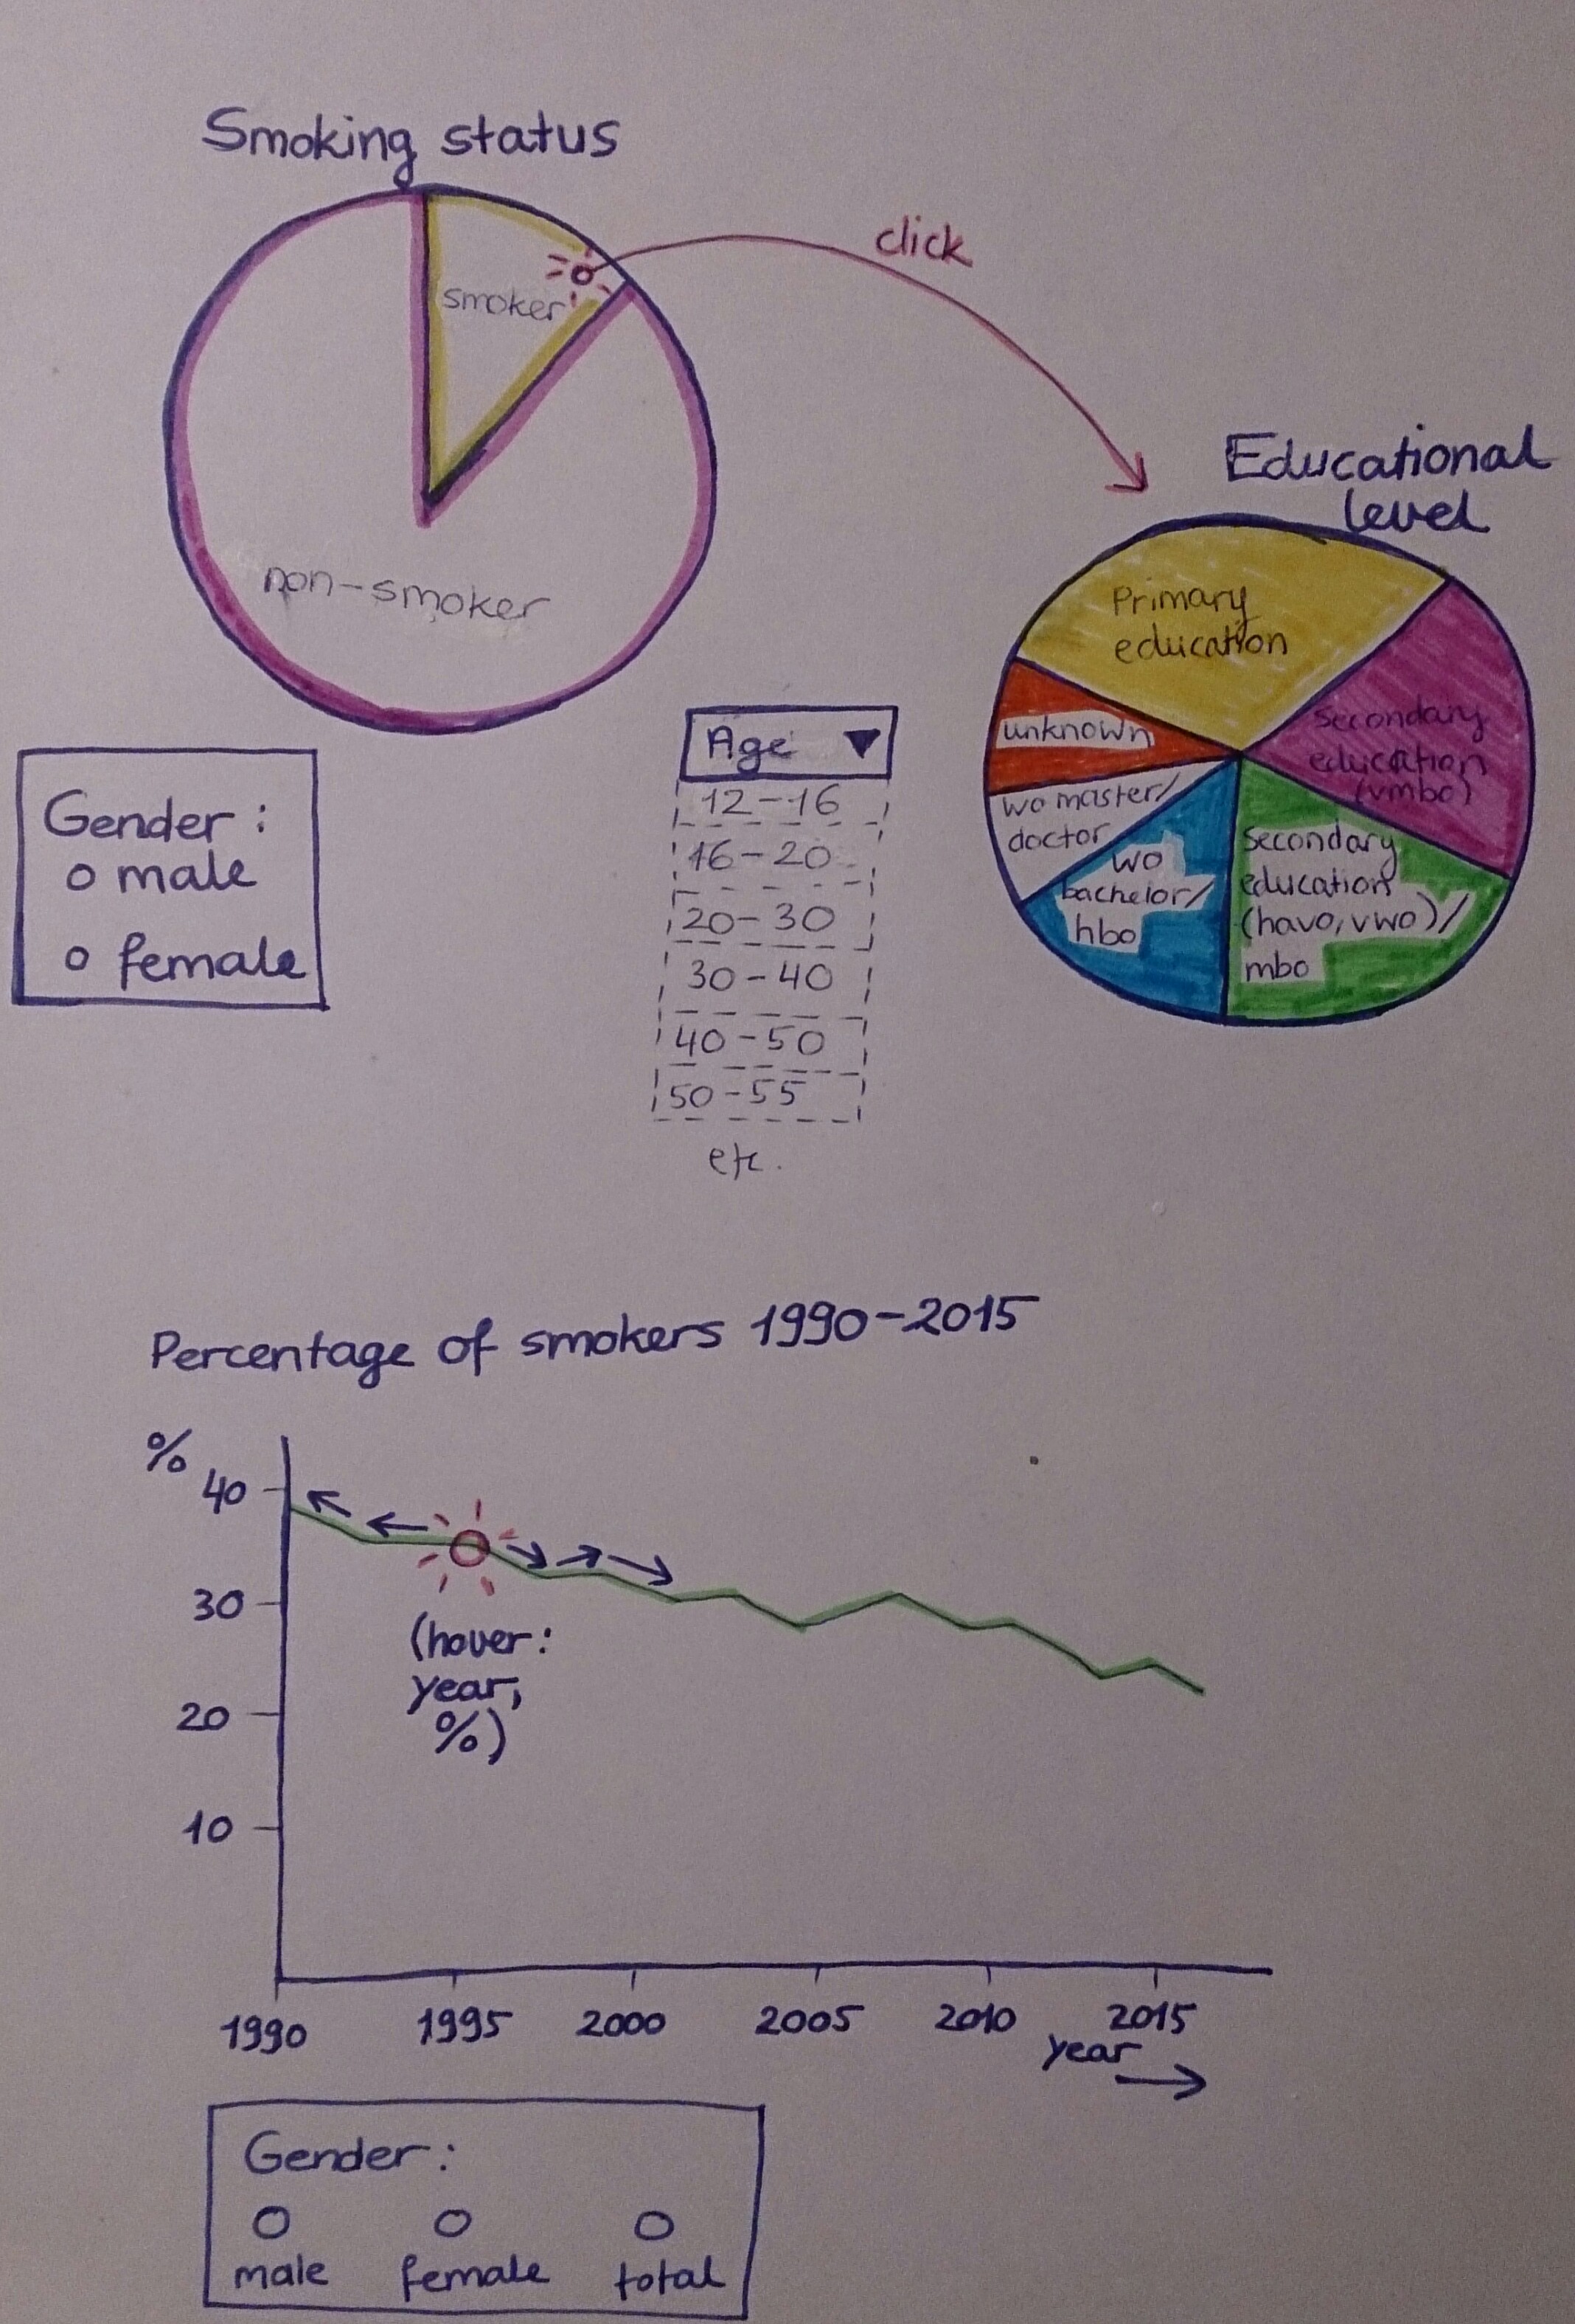 Smoking status
smoker
click
non-smoker
Educational
level
Primary
education
Secondary
education
(vmbo)
unknown
wo master/
doctor
wo
bachelor/
hbo
Secondary
education
(havo, vwo)/
mbo
Gender:
male
female
Age
12-16
16-20
20-30
30-40
40-50
50-55
etc.
Percentage of smokers 1990-2015
%
40
30
20
10
(hover:
year,
%)
1990 1995 2000 2005 2010 2015
year
Gender:
male female total